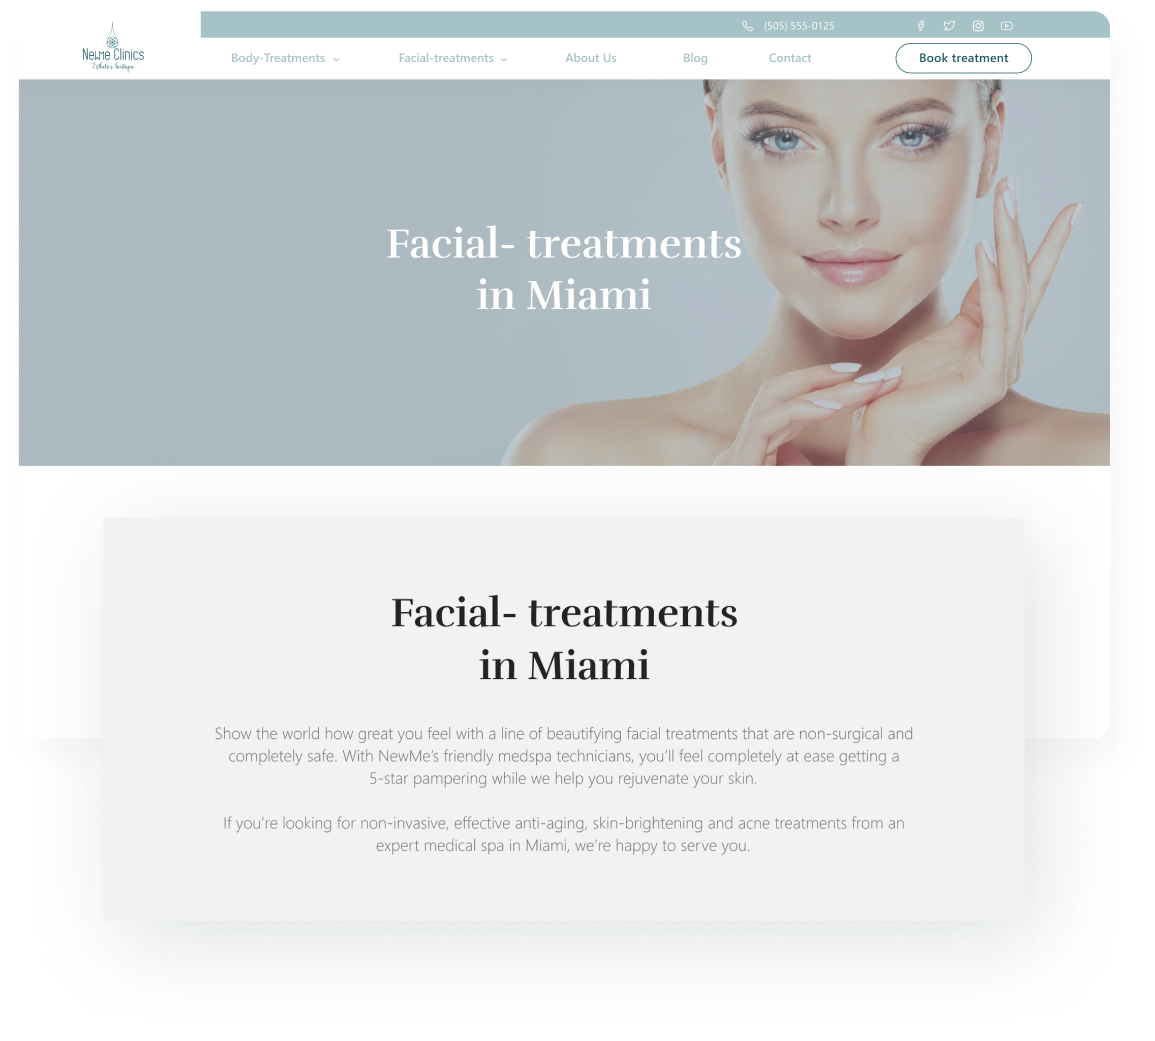 (505) 555-0125
NewMe Clinics
Esthetics boutique
Body-Treatments Facial-treatments About Us Blog Contact Book treatment
Facial- treatments
in Miami
Facial- treatments
in Miami
Show the world how great you feel with a line of beautifying facial treatments that are non-surgical and
completely safe. With NewMe’s friendly medspa technicians, you’ll feel completely at ease getting a
5-star pampering while we help you rejuvenate your skin.
If you’re looking for non-invasive, effective anti-aging, skin-brightening and acne treatments from an
expert medical spa in Miami, we’re happy to serve you.